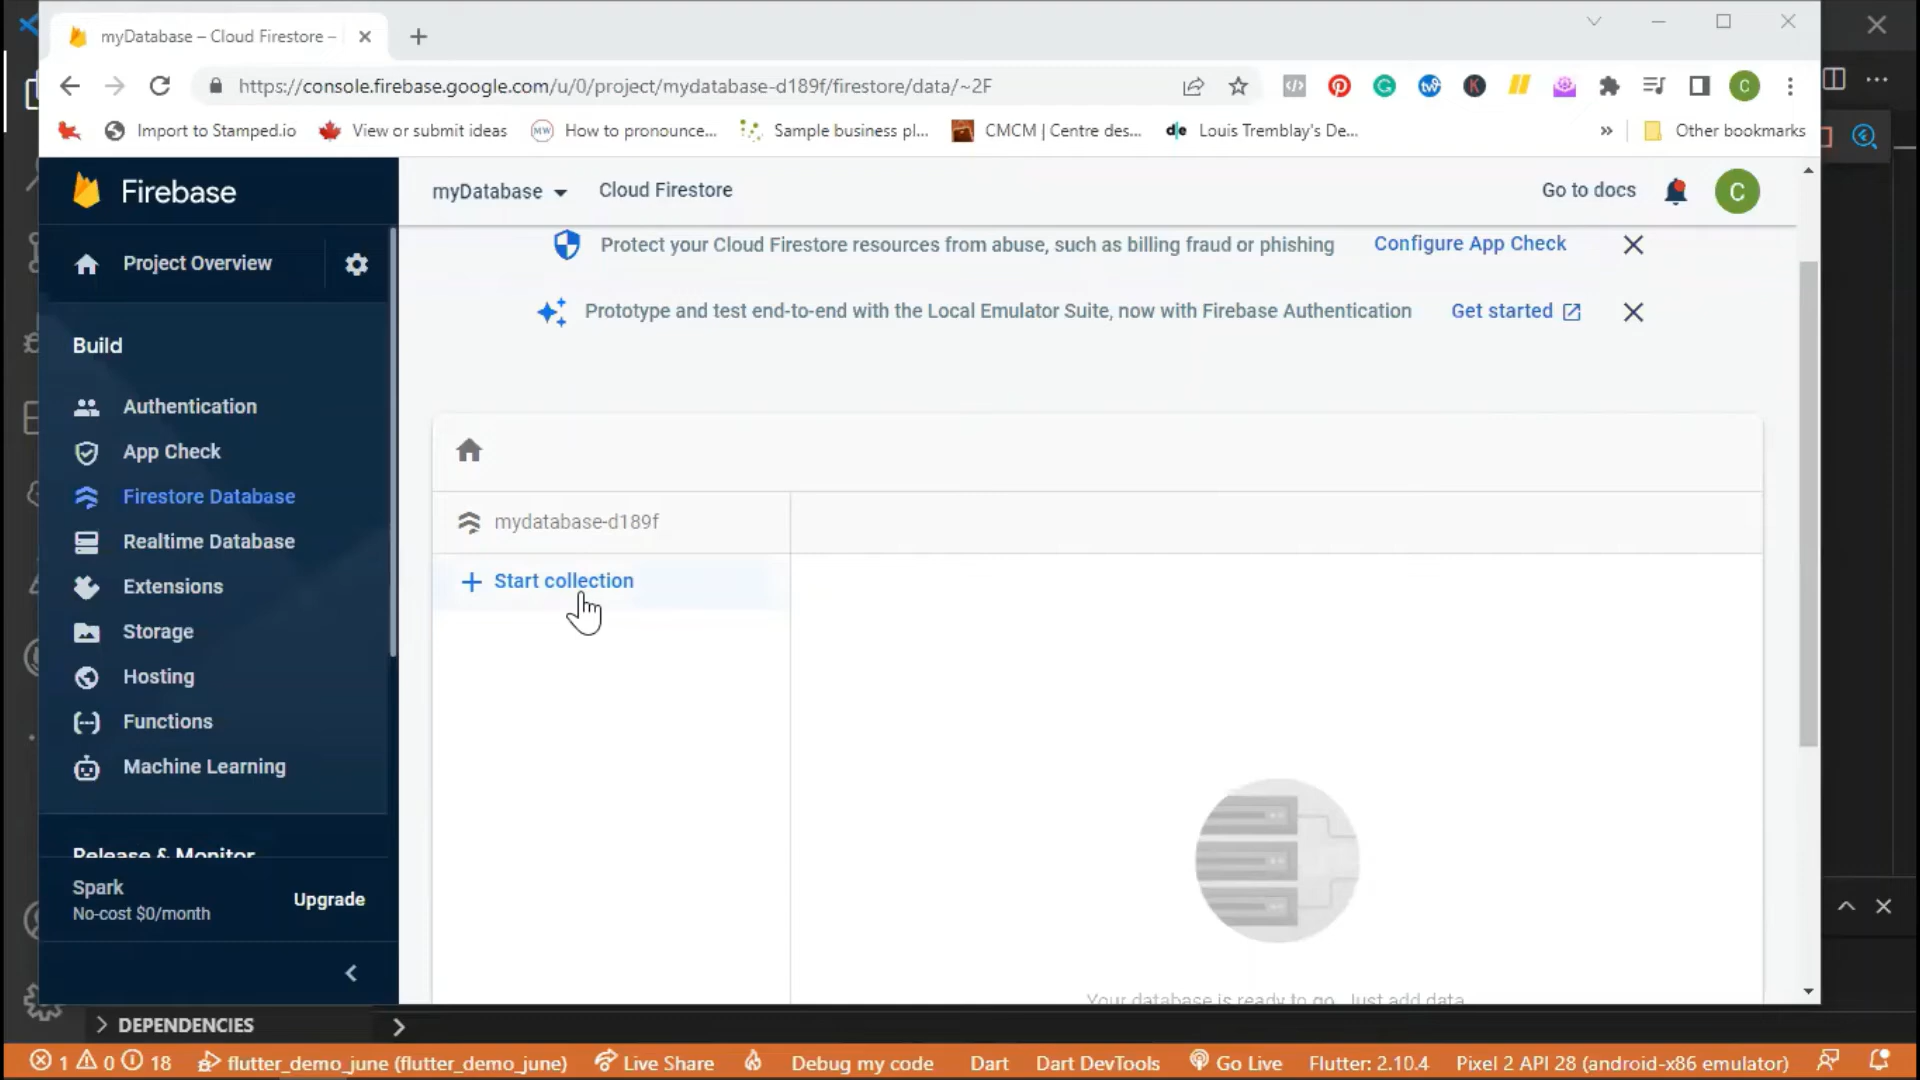 myDatabase – Cloud Firestore –
https://console.firebase.google.com/u/0/project/mydatabase-d189f/firestore/data/~2F
C
Import to Stamped.io
View or submit ideas
MW
How to pronounce...
Sample business pl...
CMCM | Centre des...
d|e
Louis Tremblay's De...
»
Other bookmarks
Firebase
myDatabase
Cloud Firestore
Go to docs
C
Project Overview
Protect your Cloud Firestore resources from abuse, such as billing fraud or phishing
Configure App Check
Prototype and test end-to-end with the Local Emulator Suite, now with Firebase Authentication
Get started
Build
Authentication
App Check
Firestore Database
Realtime Database
Extensions
Storage
Hosting
Functions
Machine Learning
Release & Monitor
Spark
No-cost $0/month
Upgrade
mydatabase-d189f
+ Start collection
Your database is ready to go. Just add data.
DEPENDENCIES
1 0 18
flutter_demo_june (flutter_demo_june)
Live Share
Debug my code
Dart
Dart DevTools
Go Live
Flutter: 2.10.4
Pixel 2 API 28 (android-x86 emulator)